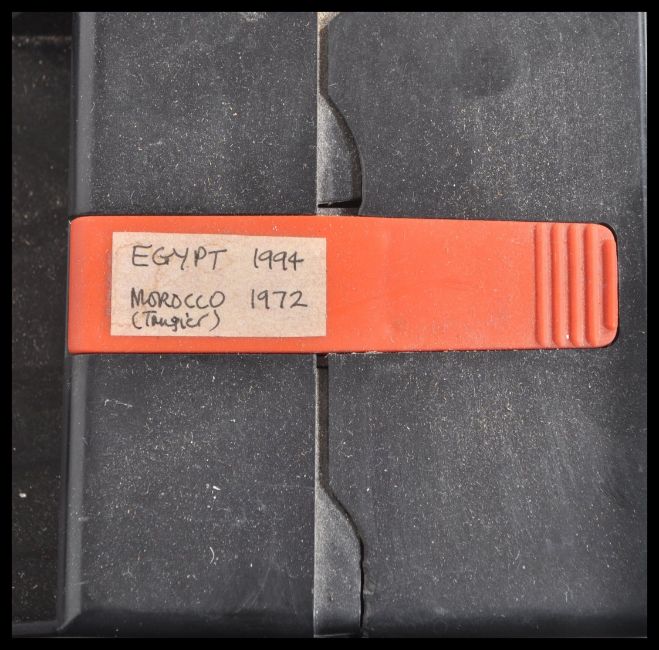 EGYPT 1994
MOROCCO 1972
(Tangier)